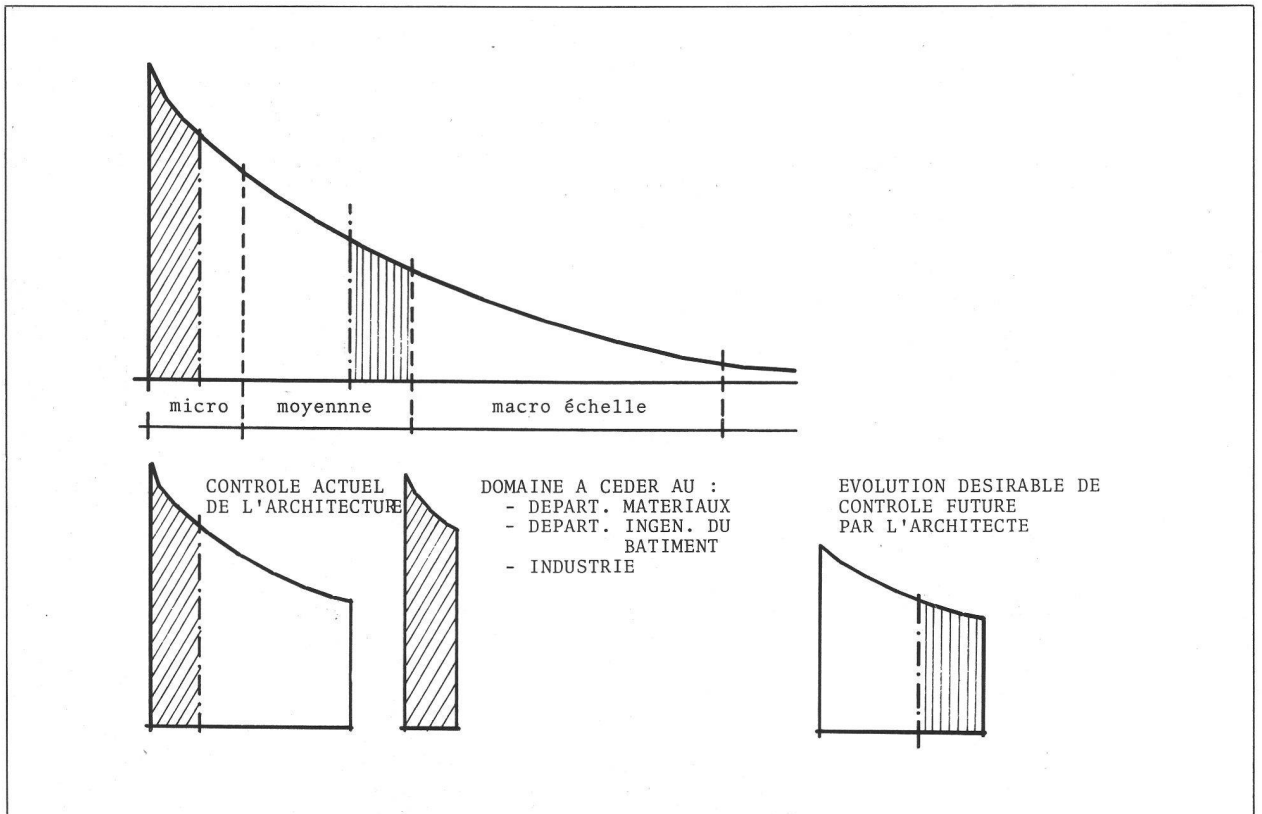 micro
moyennne
macro échelle
CONTROLE ACTUEL
DE L'ARCHITECTURE
DOMAINE A CEDER AU :
- DEPART. MATERIAUX
- DEPART. INGEN. DU
BATIMENT
- INDUSTRIE
EVOLUTION DESIRABLE DE
CONTROLE FUTURE
PAR L'ARCHITECTE